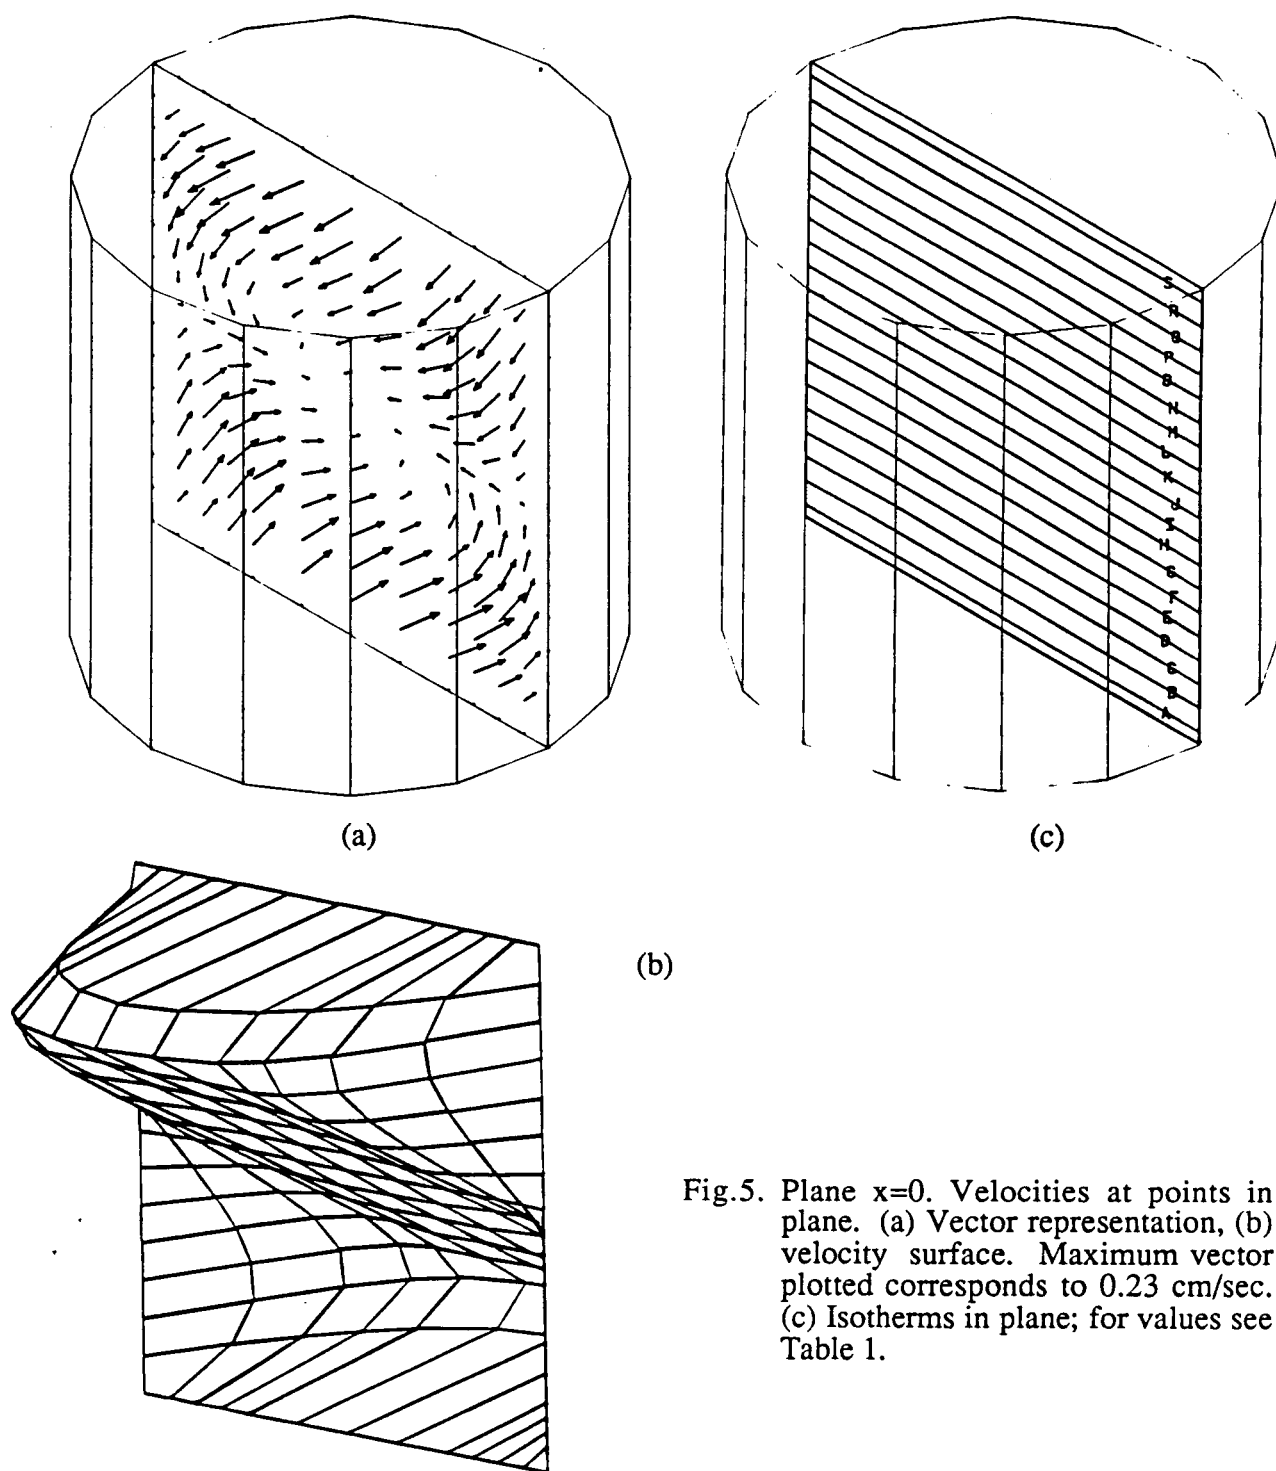 S
R
Q
P
O
N
M
L
K
J
I
H
G
F
E
D
C
B
A
(a)
(c)
(b)
Fig.5. Plane x=0. Velocities at points in
plane. (a) Vector representation, (b)
velocity surface. Maximum vector
plotted corresponds to 0.23 cm/sec.
(c) Isotherms in plane; for values see
Table 1.